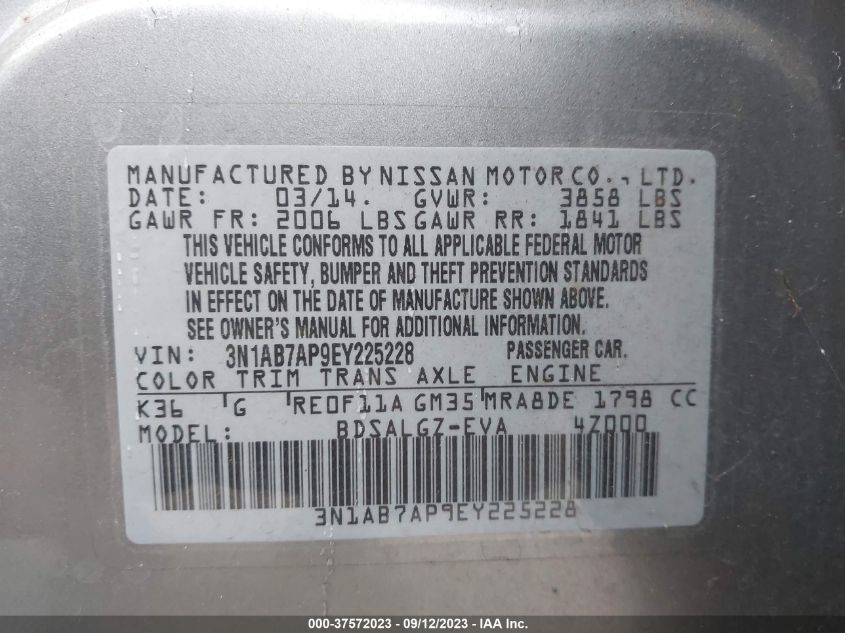 MANUFACTURED BY NISSAN MOTOR CO., LTD.
DATE: 03/14. GVWR: 3858 LBS
GAWR FR: 2006 LBS GAWR RR: 1841 LBS
THIS VEHICLE CONFORMS TO ALL APPLICABLE FEDERAL MOTOR
VEHICLE SAFETY, BUMPER AND THEFT PREVENTION STANDARDS
IN EFFECT ON THE DATE OF MANUFACTURE SHOWN ABOVE.
SEE OWNER'S MANUAL FOR ADDITIONAL INFORMATION.
VIN: 3N1AB7AP9EY225228 PASSENGER CAR.
COLOR TRIM TRANS AXLE ENGINE
K36 G RE0F11A GM35 MRA8DE 1798 CC
MODEL: BDSALGZ-EVA 4Z000
3N1AB7AP9EY225228
000-37572023 - 09/12/2023 - IAA Inc.